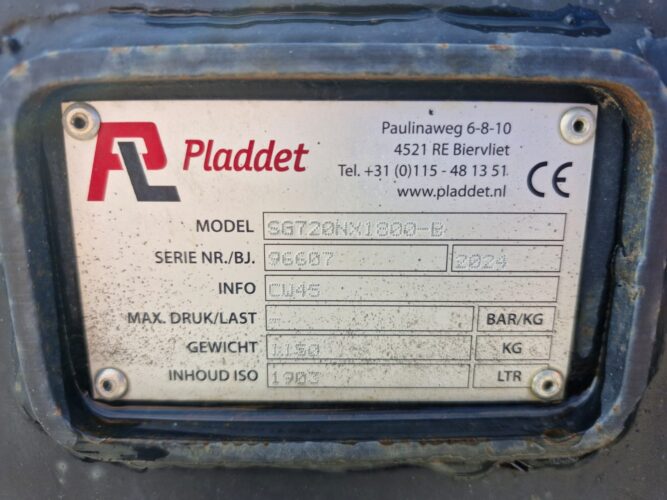 PL Pladdet
Paulinaweg 6-8-10
4521 RE Biervliet
Tel. +31 (0)115 - 48 13 51
www.pladdet.nl
CE
MODEL SG720NX1800-B
SERIE NR./BJ. 96607 2024
INFO CW45
MAX. DRUK/LAST - BAR/KG
GEWICHT 1150 KG
INHOUD ISO 1903 LTR